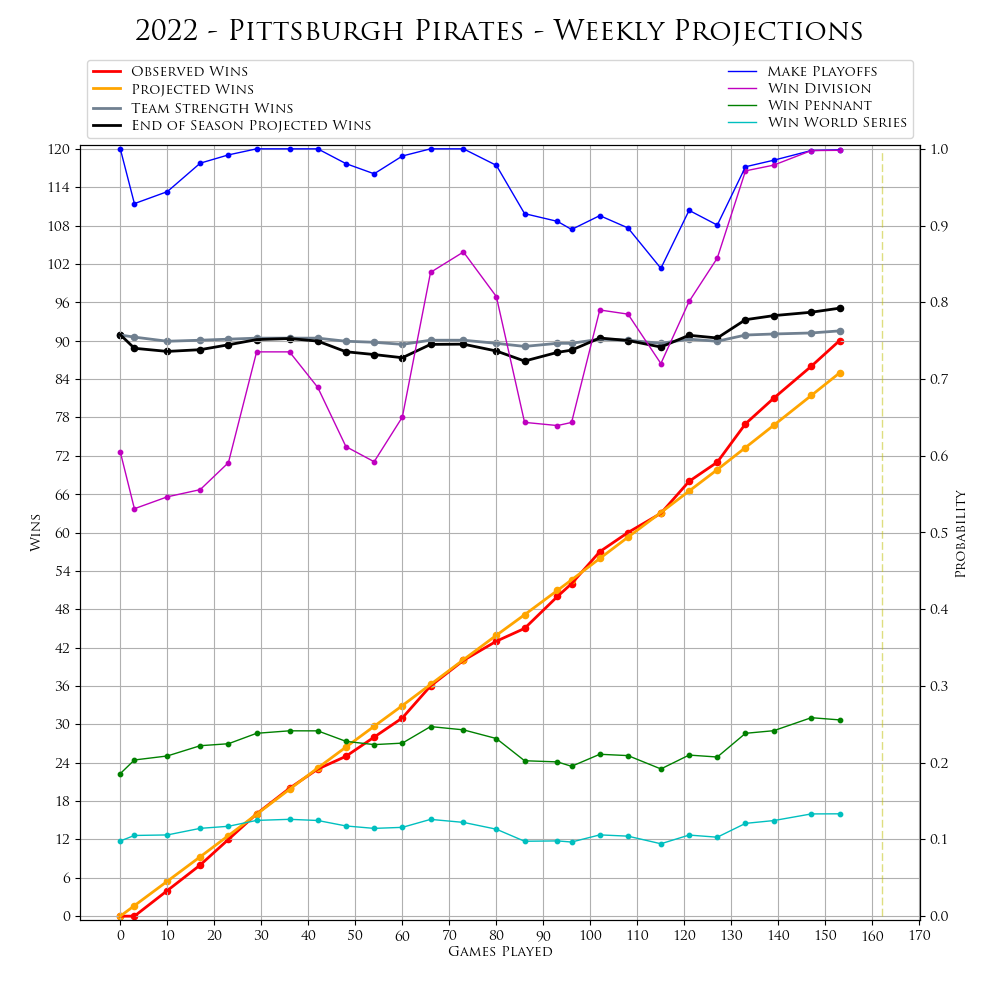 2022 - Pittsburgh Pirates - Weekly Projections
Observed Wins
Projected Wins
Team Strength Wins
End of Season Projected Wins
Make Playoffs
Win Division
Win Pennant
Win World Series
120
114
108
102
96
90
84
78
72
66
60
54
48
42
36
30
24
18
12
6
0
Wins
1.0
0.9
0.8
0.7
0.6
0.5
0.4
0.3
0.2
0.1
0.0
Probability
0 10 20 30 40 50 60 70 80 90 100 110 120 130 140 150 160 170
Games Played